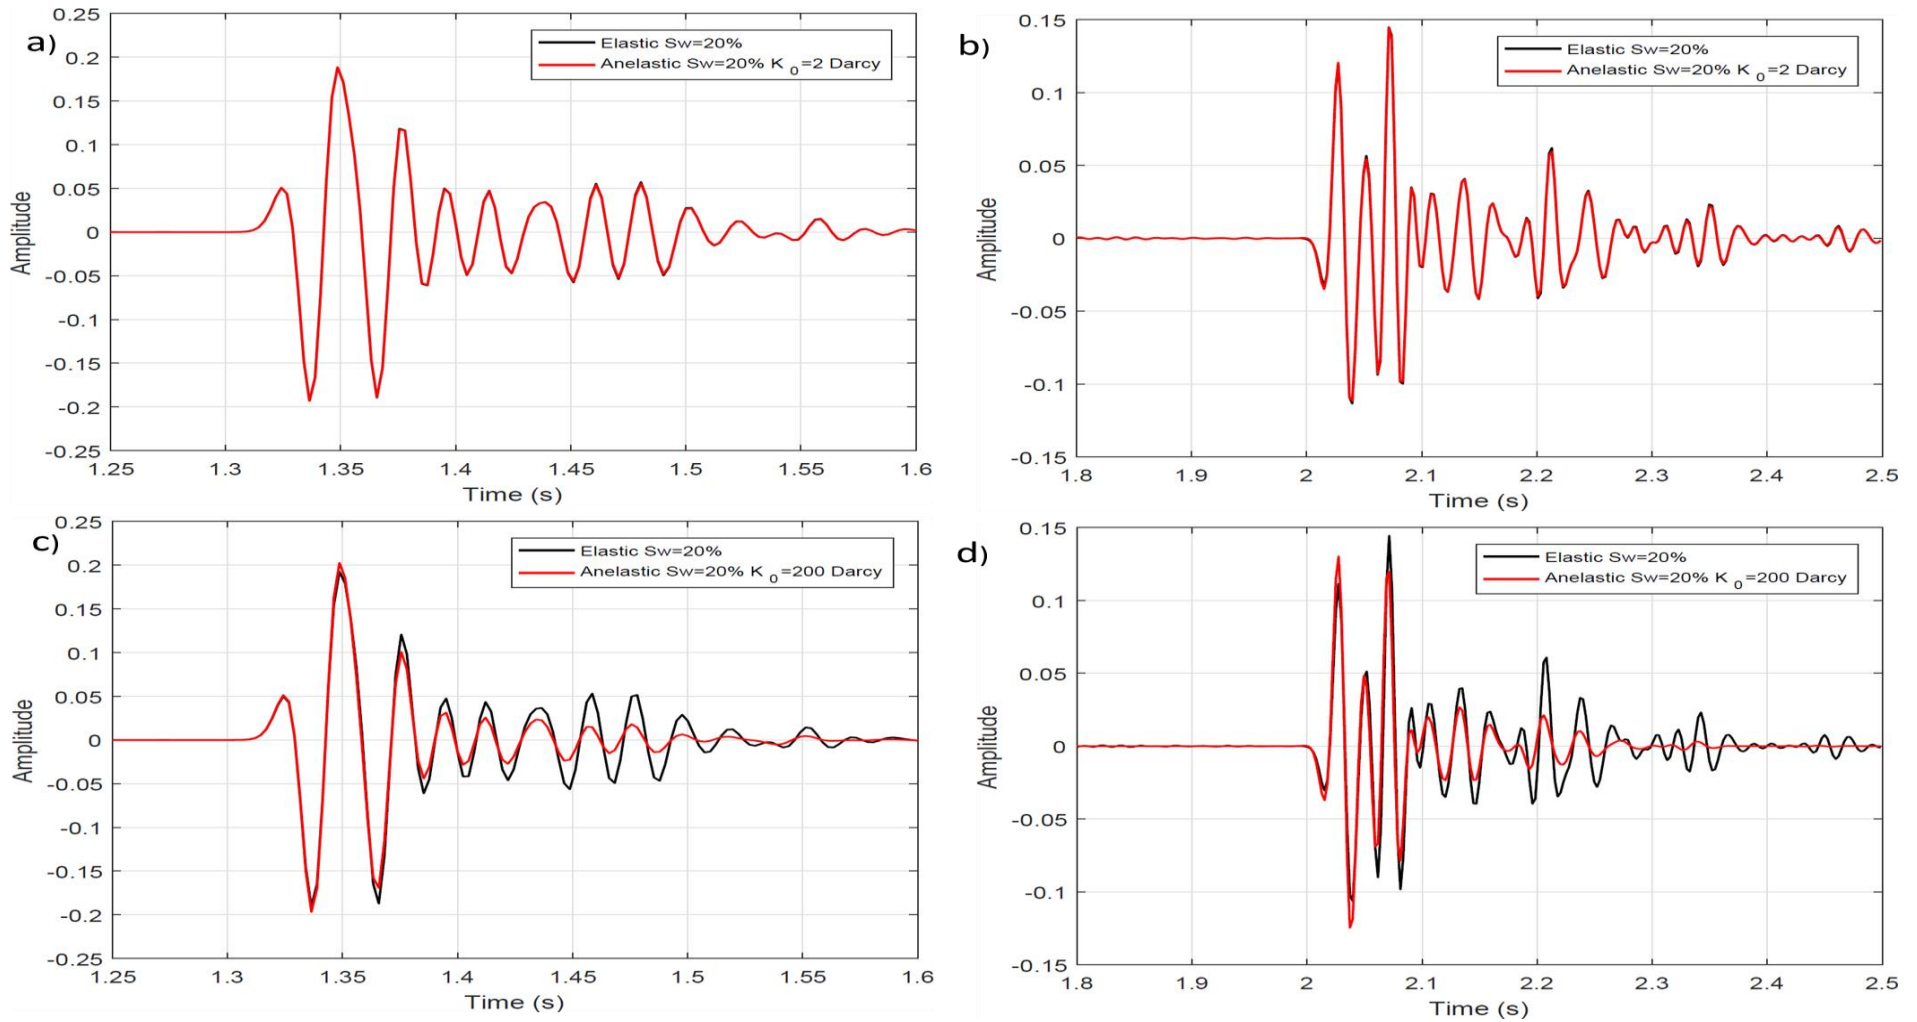 a)
0.25
0.2
0.15
0.1
0.05
0
-0.05
-0.1
-0.15
-0.2
-0.25
Amplitude
Elastic Sw=20%
Anelastic Sw=20% K 0=2 Darcy
1.25 1.3 1.35 1.4 1.45 1.5 1.55 1.6
Time (s)
b)
0.15
0.1
0.05
0
-0.05
-0.1
-0.15
Amplitude
Elastic Sw=20%
Anelastic Sw=20% K 0=2 Darcy
1.8 1.9 2 2.1 2.2 2.3 2.4 2.5
Time (s)
c)
0.25
0.2
0.15
0.1
0.05
0
-0.05
-0.1
-0.15
-0.2
-0.25
Amplitude
Elastic Sw=20%
Anelastic Sw=20% K 0=200 Darcy
1.25 1.3 1.35 1.4 1.45 1.5 1.55 1.6
Time (s)
d)
0.15
0.1
0.05
0
-0.05
-0.1
-0.15
Amplitude
Elastic Sw=20%
Anelastic Sw=20% K 0=200 Darcy
1.8 1.9 2 2.1 2.2 2.3 2.4 2.5
Time (s)